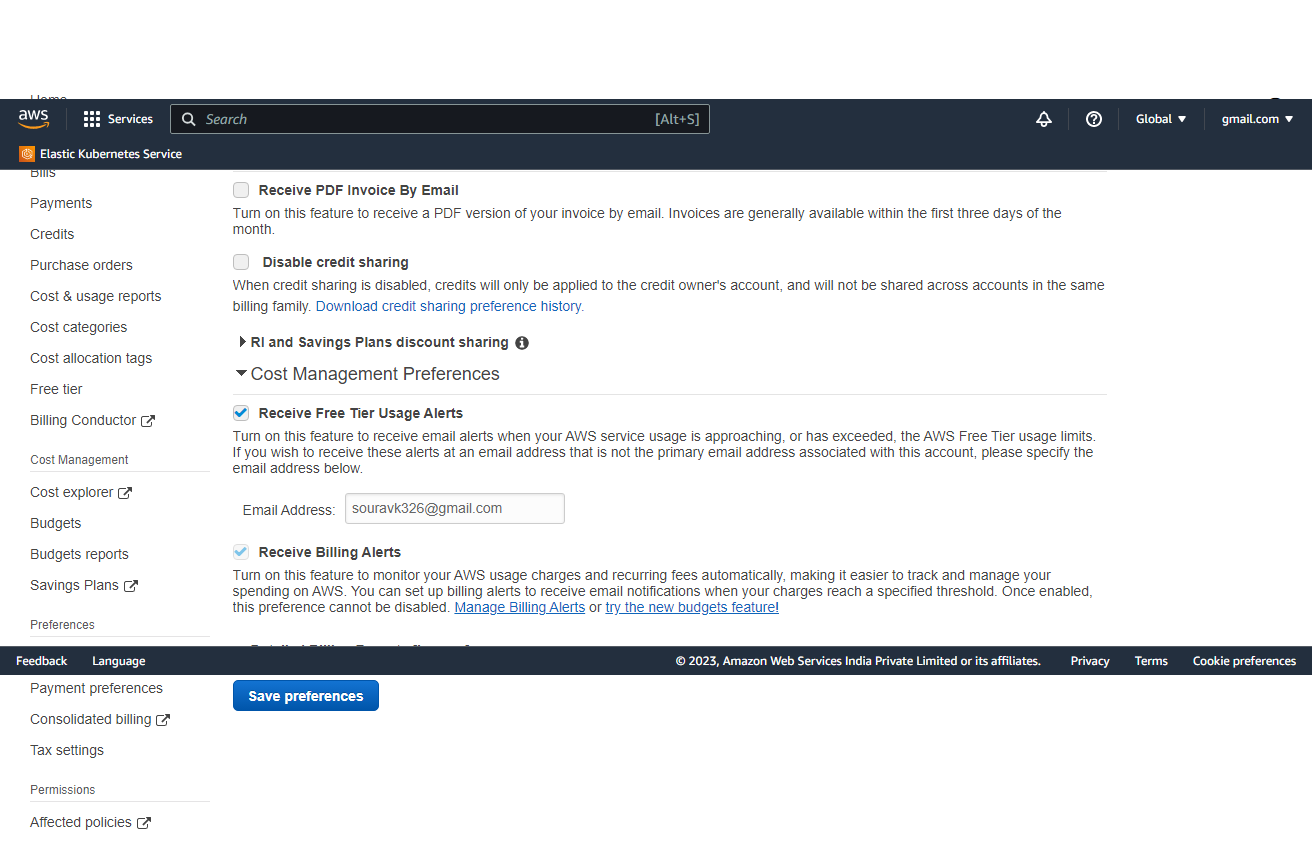 Home
aws
Services
Search
[Alt+S]
Global
gmail.com
Elastic Kubernetes Service
Bills
Payments
Credits
Purchase orders
Cost & usage reports
Cost categories
Cost allocation tags
Free tier
Billing Conductor
Cost Management
Cost explorer
Budgets
Budgets reports
Savings Plans
Preferences
Receive PDF Invoice By Email
Turn on this feature to receive a PDF version of your invoice by email. Invoices are generally available within the first three days of the
month.
Disable credit sharing
When credit sharing is disabled, credits will only be applied to the credit owner's account, and will not be shared across accounts in the same
billing family. Download credit sharing preference history.
RI and Savings Plans discount sharing
Cost Management Preferences
Receive Free Tier Usage Alerts
Turn on this feature to receive email alerts when your AWS service usage is approaching, or has exceeded, the AWS Free Tier usage limits.
If you wish to receive these alerts at an email address that is not the primary email address associated with this account, please specify the
email address below.
Email Address:
souravk326@gmail.com
Receive Billing Alerts
Turn on this feature to monitor your AWS usage charges and recurring fees automatically, making it easier to track and manage your
spending on AWS. You can set up billing alerts to receive email notifications when your charges reach a specified threshold. Once enabled,
this preference cannot be disabled. Manage Billing Alerts or try the new budgets feature!
Feedback
Language
© 2023, Amazon Web Services India Private Limited or its affiliates.
Privacy
Terms
Cookie preferences
Payment preferences
Consolidated billing
Tax settings
Permissions
Affected policies
Save preferences